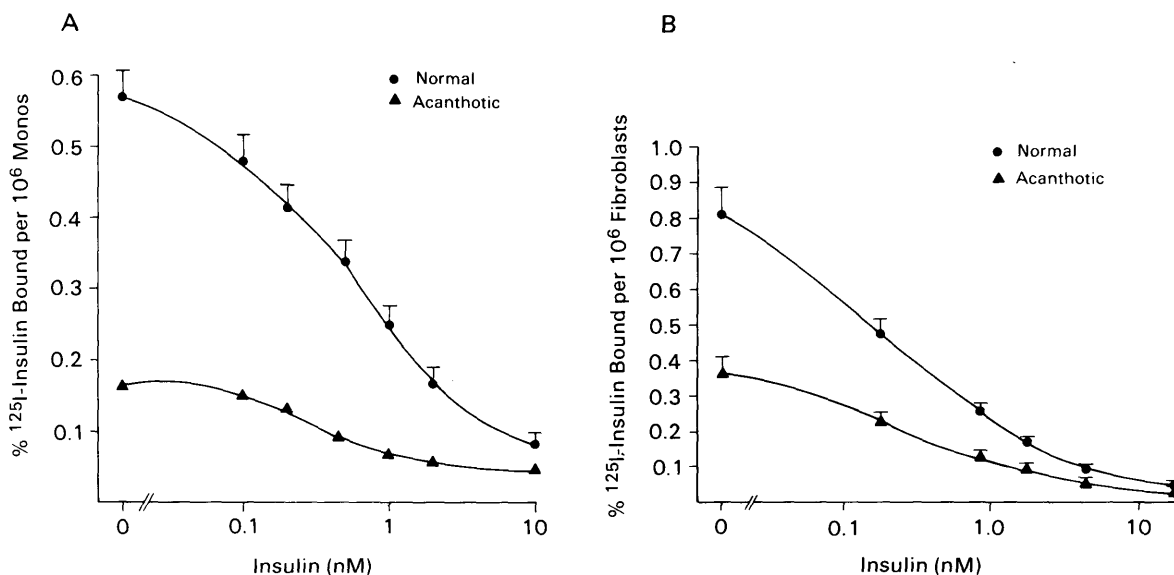 A
% ¹²⁵I-Insulin Bound per 10⁶ Monos
0.6
0.5
0.4
0.3
0.2
0.1
● Normal
▲ Acanthotic
0
0.1
1
10
Insulin (nM)
B
% ¹²⁵I-Insulin Bound per 10⁶ Fibroblasts
1.0
0.9
0.8
0.7
0.6
0.5
0.4
0.3
0.2
0.1
● Normal
▲ Acanthotic
0
0.1
1.0
10
Insulin (nM)